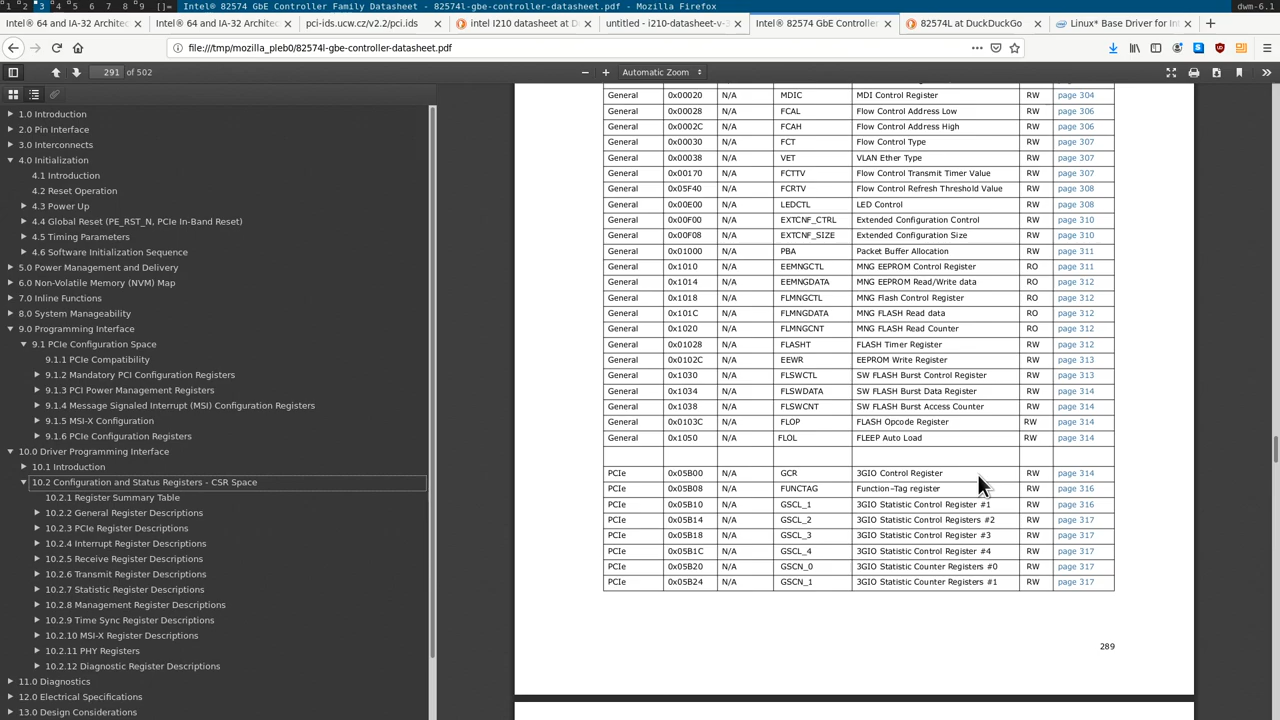 1 2 3 4 5 6 7 8 9 []= Intel® 82574 GbE Controller Family Datasheet - 82574l-gbe-controller-datasheet.pdf - Mozilla Firefox dwm-6.1
Intel® 64 and IA-32 Architec Intel® 64 and IA-32 Architec pci-ids.ucw.cz/v2.2/pci.ids intel I210 datasheet at D untitled - i210-datasheet-v-3 Intel® 82574 GbE Controlle 82574L at DuckDuckGo Linux* Base Driver for Int
file:///tmp/mozilla_pleb0/82574l-gbe-controller-datasheet.pdf
291 of 502 Automatic Zoom
1.0 Introduction
2.0 Pin Interface
3.0 Interconnects
4.0 Initialization
4.1 Introduction
4.2 Reset Operation
4.3 Power Up
4.4 Global Reset (PE_RST_N, PCIe In-Band Reset)
4.5 Timing Parameters
4.6 Software Initialization Sequence
5.0 Power Management and Delivery
6.0 Non-Volatile Memory (NVM) Map
7.0 Inline Functions
8.0 System Manageability
9.0 Programming Interface
9.1 PCIe Configuration Space
9.1.1 PCIe Compatibility
9.1.2 Mandatory PCI Configuration Registers
9.1.3 PCI Power Management Registers
9.1.4 Message Signaled Interrupt (MSI) Configuration Registers
9.1.5 MSI-X Configuration
9.1.6 PCIe Configuration Registers
10.0 Driver Programming Interface
10.1 Introduction
10.2 Configuration and Status Registers - CSR Space
10.2.1 Register Summary Table
10.2.2 General Register Descriptions
10.2.3 PCIe Register Descriptions
10.2.4 Interrupt Register Descriptions
10.2.5 Receive Register Descriptions
10.2.6 Transmit Register Descriptions
10.2.7 Statistic Register Descriptions
10.2.8 Management Register Descriptions
10.2.9 Time Sync Register Descriptions
10.2.10 MSI-X Register Descriptions
10.2.11 PHY Registers
10.2.12 Diagnostic Register Descriptions
11.0 Diagnostics
12.0 Electrical Specifications
13.0 Design Considerations
General 0x00020 N/A MDIC MDI Control Register RW page 304
General 0x00028 N/A FCAL Flow Control Address Low RW page 306
General 0x0002C N/A FCAH Flow Control Address High RW page 306
General 0x00030 N/A FCT Flow Control Type RW page 307
General 0x00038 N/A VET VLAN Ether Type RW page 307
General 0x00170 N/A FCTTV Flow Control Transmit Timer Value RW page 307
General 0x05F40 N/A FCRTV Flow Control Refresh Threshold Value RW page 308
General 0x00E00 N/A LEDCTL LED Control RW page 308
General 0x00F00 N/A EXTCNF_CTRL Extended Configuration Control RW page 310
General 0x00F08 N/A EXTCNF_SIZE Extended Configuration Size RW page 310
General 0x01000 N/A PBA Packet Buffer Allocation RW page 311
General 0x1010 N/A EEMNGCTL MNG EEPROM Control Register RO page 311
General 0x1014 N/A EEMNGDATA MNG EEPROM Read/Write data RO page 312
General 0x1018 N/A FLMNGCTL MNG Flash Control Register RO page 312
General 0x101C N/A FLMNGDATA MNG FLASH Read data RO page 312
General 0x1020 N/A FLMNGCNT MNG FLASH Read Counter RO page 312
General 0x01028 N/A FLASHT FLASH Timer Register RW page 312
General 0x0102C N/A EEWR EEPROM Write Register RW page 313
General 0x1030 N/A FLSWCTL SW FLASH Burst Control Register RW page 313
General 0x1034 N/A FLSWDATA SW FLASH Burst Data Register RW page 314
General 0x1038 N/A FLSWCNT SW FLASH Burst Access Counter RW page 314
General 0x0103C N/A FLOP FLASH Opcode Register RW page 314
General 0x1050 N/A FLOL FLEEP Auto Load RW page 314
PCIe 0x05B00 N/A GCR 3GIO Control Register RW page 314
PCIe 0x05B08 N/A FUNCTAG Function–Tag register RW page 316
PCIe 0x05B10 N/A GSCL_1 3GIO Statistic Control Register #1 RW page 316
PCIe 0x05B14 N/A GSCL_2 3GIO Statistic Control Registers #2 RW page 317
PCIe 0x05B18 N/A GSCL_3 3GIO Statistic Control Register #3 RW page 317
PCIe 0x05B1C N/A GSCL_4 3GIO Statistic Control Register #4 RW page 317
PCIe 0x05B20 N/A GSCN_0 3GIO Statistic Counter Registers #0 RW page 317
PCIe 0x05B24 N/A GSCN_1 3GIO Statistic Counter Registers #1 RW page 317
289